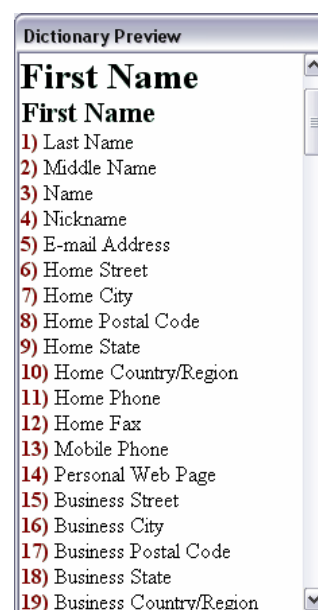 Dictionary Preview
First Name
First Name
1) Last Name
2) Middle Name
3) Name
4) Nickname
5) E-mail Address
6) Home Street
7) Home City
8) Home Postal Code
9) Home State
10) Home Country/Region
11) Home Phone
12) Home Fax
13) Mobile Phone
14) Personal Web Page
15) Business Street
16) Business City
17) Business Postal Code
18) Business State
19) Business Country/Region